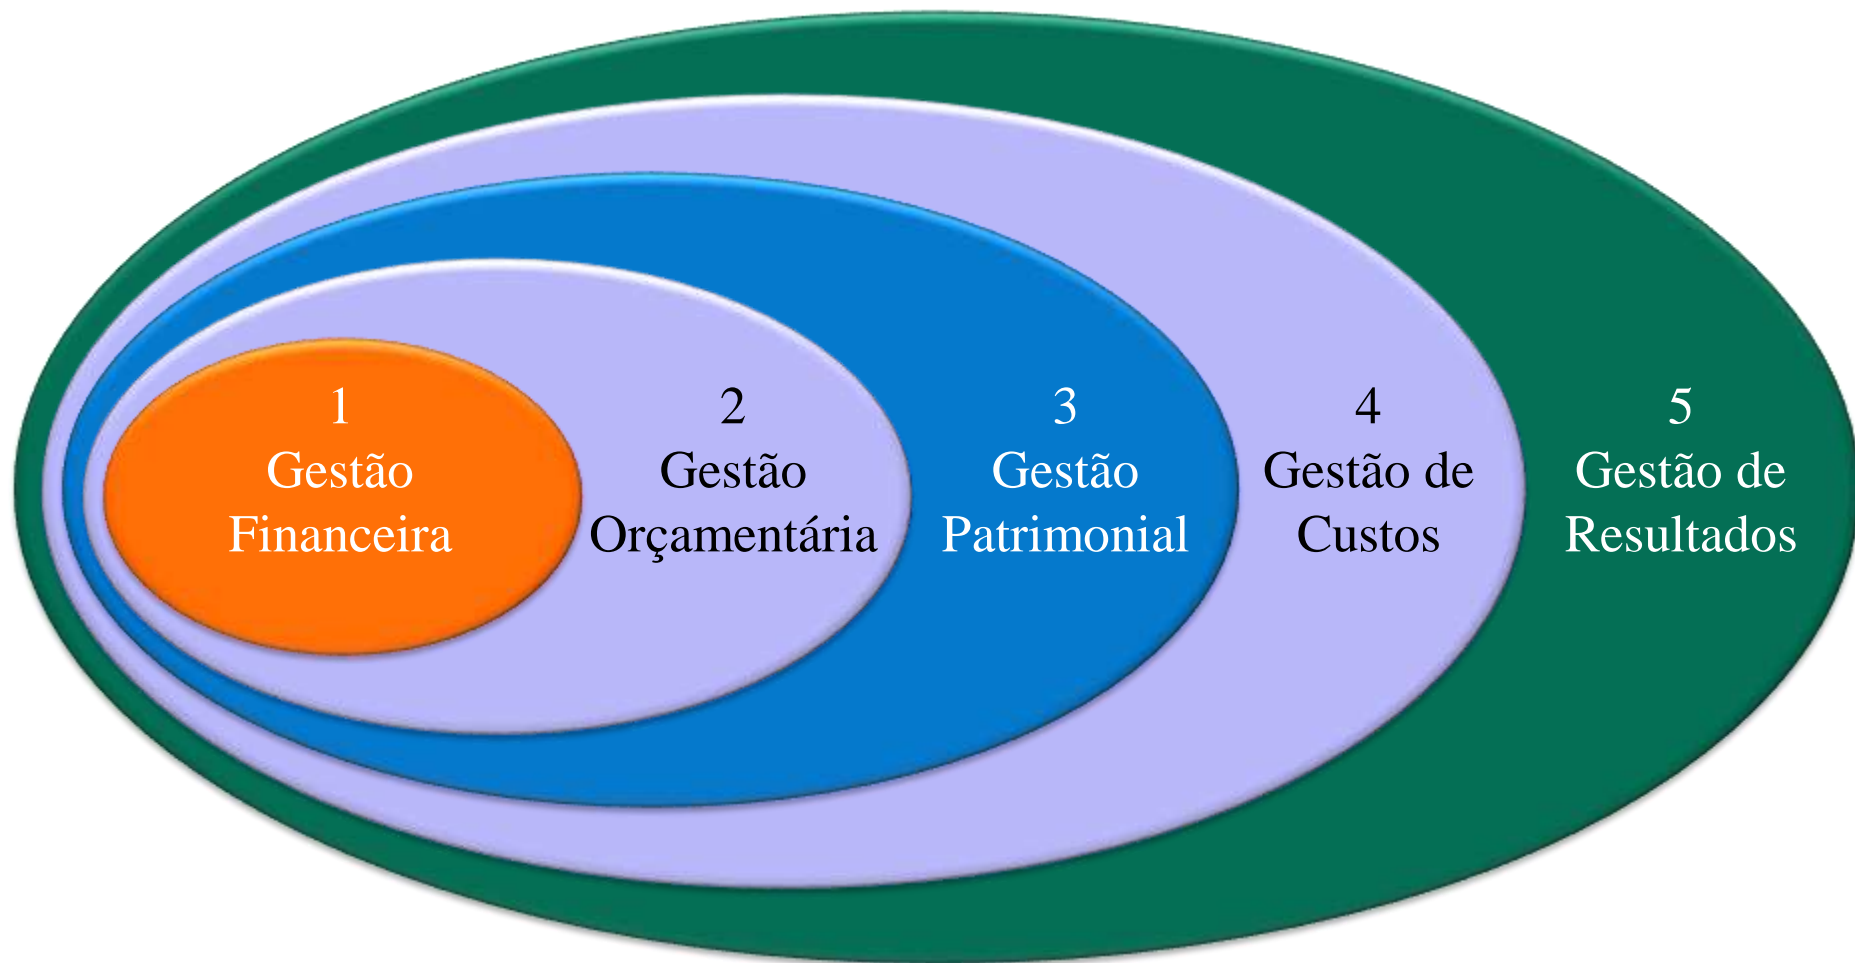 1
Gestão
Financeira
2
Gestão
Orçamentária
3
Gestão
Patrimonial
4
Gestão de
Custos
5
Gestão de
Resultados